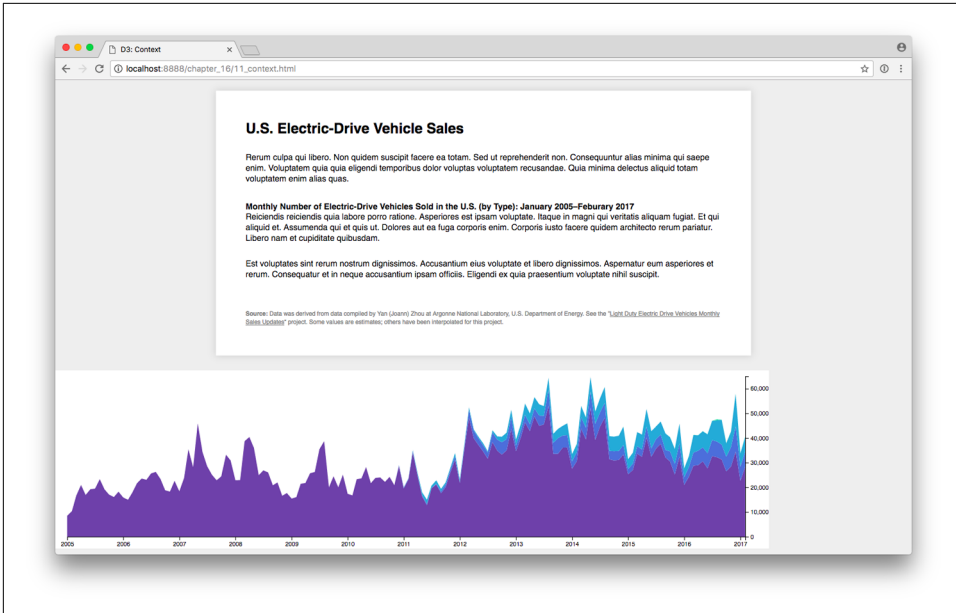 D3: Context
localhost:8888/chapter_16/11_context.html
U.S. Electric-Drive Vehicle Sales
Rerum culpa qui libero. Non quidem suscipit facere ea totam. Sed ut reprehenderit non. Consequuntur alias minima qui saepe
enim. Voluptatem quia quia eligendi temporibus dolor voluptas voluptatem recusandae. Quia minima delectus aliquid totam
voluptatem enim alias quas.
Monthly Number of Electric-Drive Vehicles Sold in the U.S. (by Type): January 2005–Feburary 2017
Reiciendis reiciendis quia labore porro ratione. Asperiores est ipsam voluptate. Itaque in magni qui veritatis aliquam fugiat. Et qui
aliquid et. Assumenda qui et quis ut. Dolores aut ea fuga corporis enim. Corporis iusto facere quidem architecto rerum pariatur.
Libero nam et cupiditate quibusdam.
Est voluptates sint rerum nostrum dignissimos. Accusantium eius voluptate et libero dignissimos. Aspernatur eum asperiores et
rerum. Consequatur et in neque accusantium ipsam officiis. Eligendi ex quia praesentium voluptate nihil suscipit.
Source: Data was derived from data compiled by Yan (Joann) Zhou at Argonne National Laboratory, U.S. Department of Energy. See the "Light Duty Electric Drive Vehicles Monthly
Sales Updates" project. Some values are estimates; others have been interpolated for this project.
60,000
50,000
40,000
30,000
20,000
10,000
0
2005 2006 2007 2008 2009 2010 2011 2012 2013 2014 2015 2016 2017